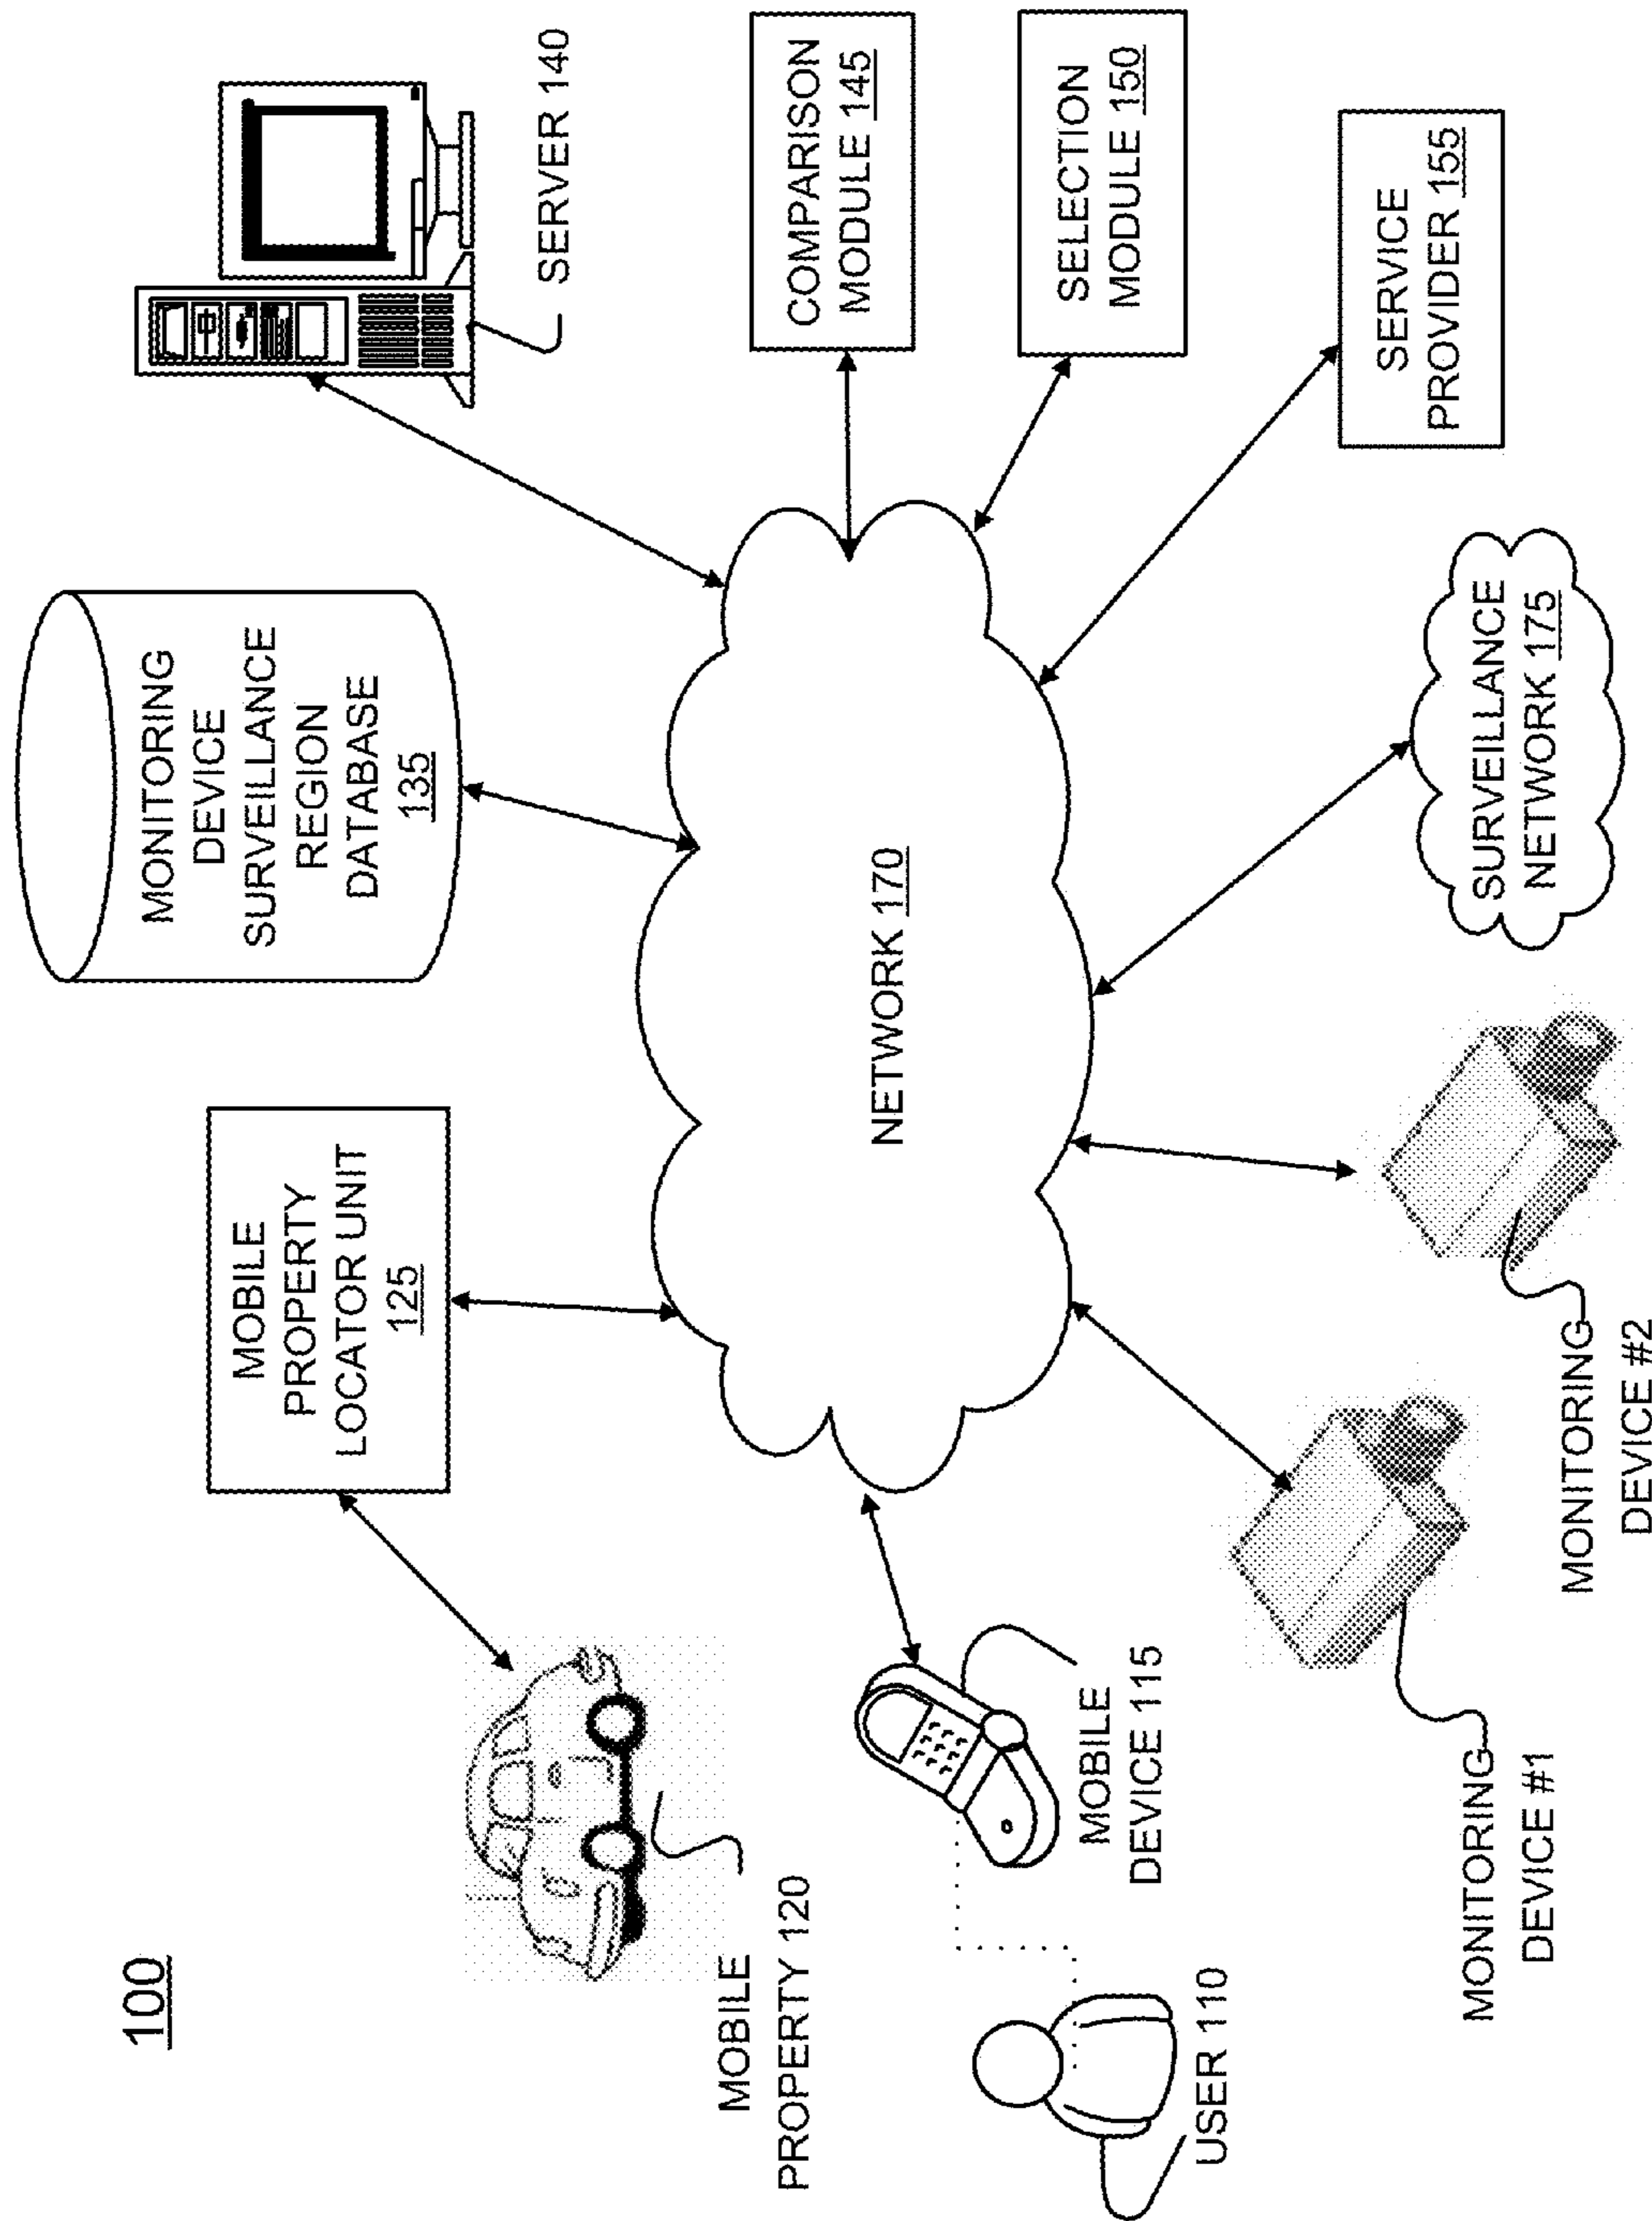 100
MOBILE
PROPERTY
LOCATOR UNIT
125
MONITORING
DEVICE
SURVEILLANCE
REGION
DATABASE
135
SERVER 140
MOBILE
PROPERTY 120
NETWORK 170
COMPARISON
MODULE 145
SELECTION
MODULE 150
MOBILE
DEVICE 115
USER 110
SERVICE
PROVIDER 155
SURVEILLANCE
NETWORK 175
MONITORING
DEVICE #1
MONITORING
DEVICE #2